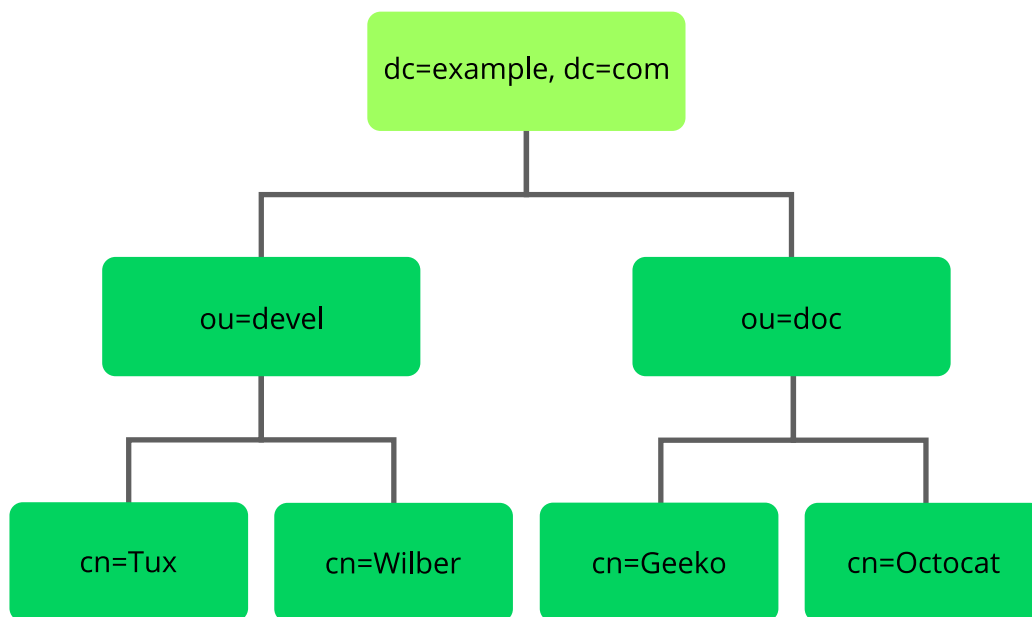 dc=example, dc=com
ou=devel
ou=doc
cn=Tux
cn=Wilber
cn=Geeko
cn=Octocat